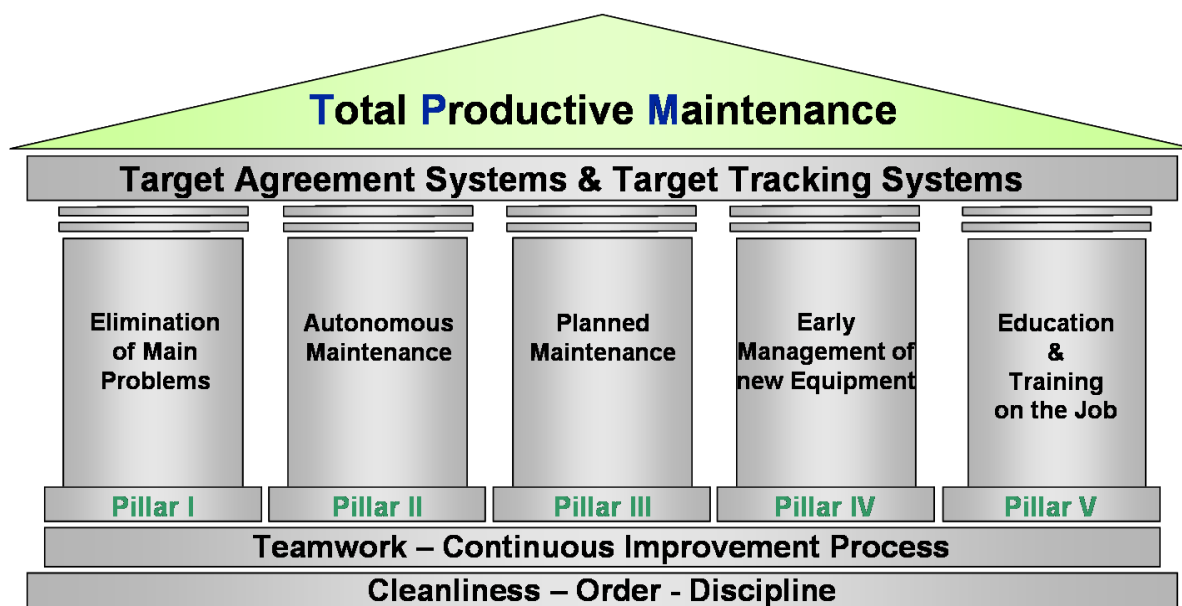 Total Productive Maintenance
Target Agreement Systems & Target Tracking Systems
Elimination
of Main
Problems
Autonomous
Maintenance
Planned
Maintenance
Early
Management of
new Equipment
Education
&
Training
on the Job
Pillar I
Pillar II
Pillar III
Pillar IV
Pillar V
Teamwork – Continuous Improvement Process
Cleanliness – Order - Discipline